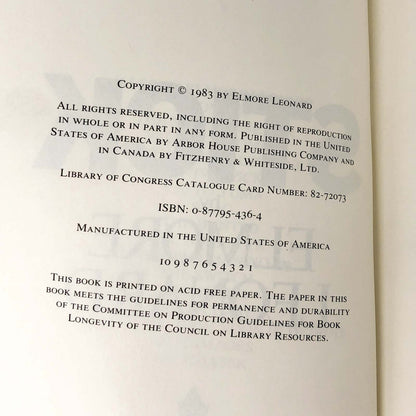 Copyright © 1983 by Elmore Leonard
All rights reserved, including the right of reproduction
in whole or in part in any form. Published in the United
States of America by Arbor House Publishing Company and
in Canada by Fitzhenry & Whiteside, Ltd.
Library of Congress Catalogue Card Number: 82-72073
ISBN: 0-87795-436-4
Manufactured in the United States of America
10 9 8 7 6 5 4 3 2 1
This book is printed on acid free paper. The paper in this
book meets the guidelines for permanence and durability
of the Committee on Production Guidelines for Book
Longevity of the Council on Library Resources.